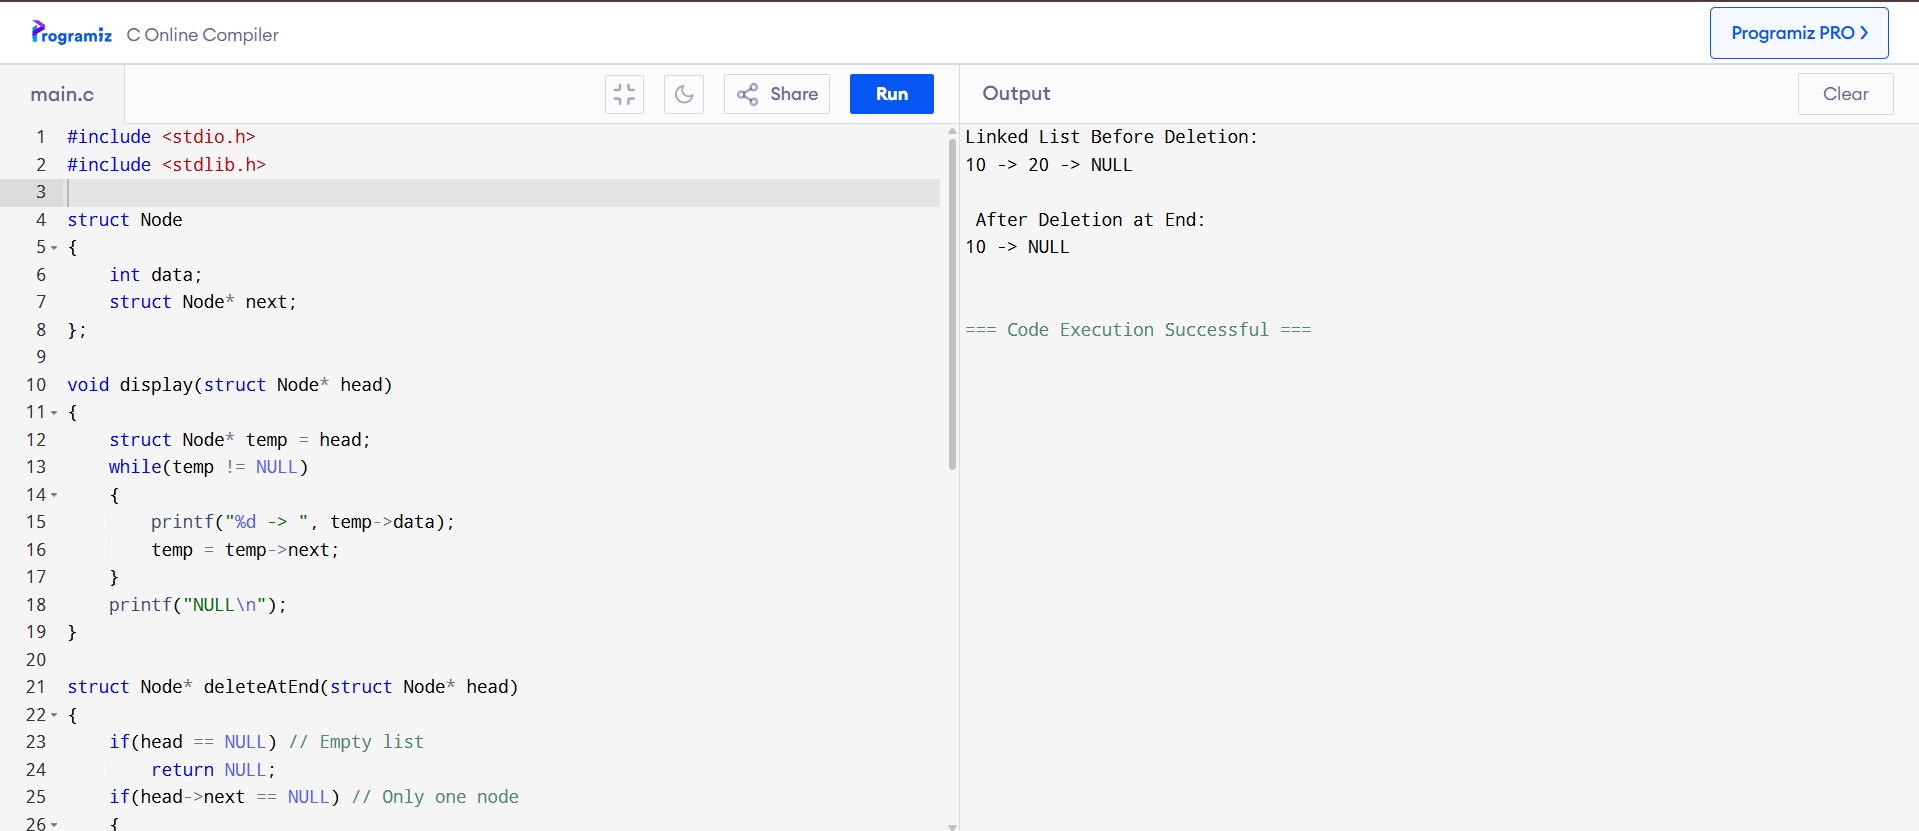 Programiz C Online Compiler
Programiz PRO >
main.c
Share
Run
Output
Clear
1 #include <stdio.h>
2 #include <stdlib.h>
3
4 struct Node
5 {
6     int data;
7     struct Node* next;
8 };
9
10 void display(struct Node* head)
11 {
12     struct Node* temp = head;
13     while(temp != NULL)
14     {
15         printf("%d -> ", temp->data);
16         temp = temp->next;
17     }
18     printf("NULL\n");
19 }
20
21 struct Node* deleteAtEnd(struct Node* head)
22 {
23     if(head == NULL) // Empty list
24         return NULL;
25     if(head->next == NULL) // Only one node
26     {
Linked List Before Deletion:
10 -> 20 -> NULL
After Deletion at End:
10 -> NULL
=== Code Execution Successful ===